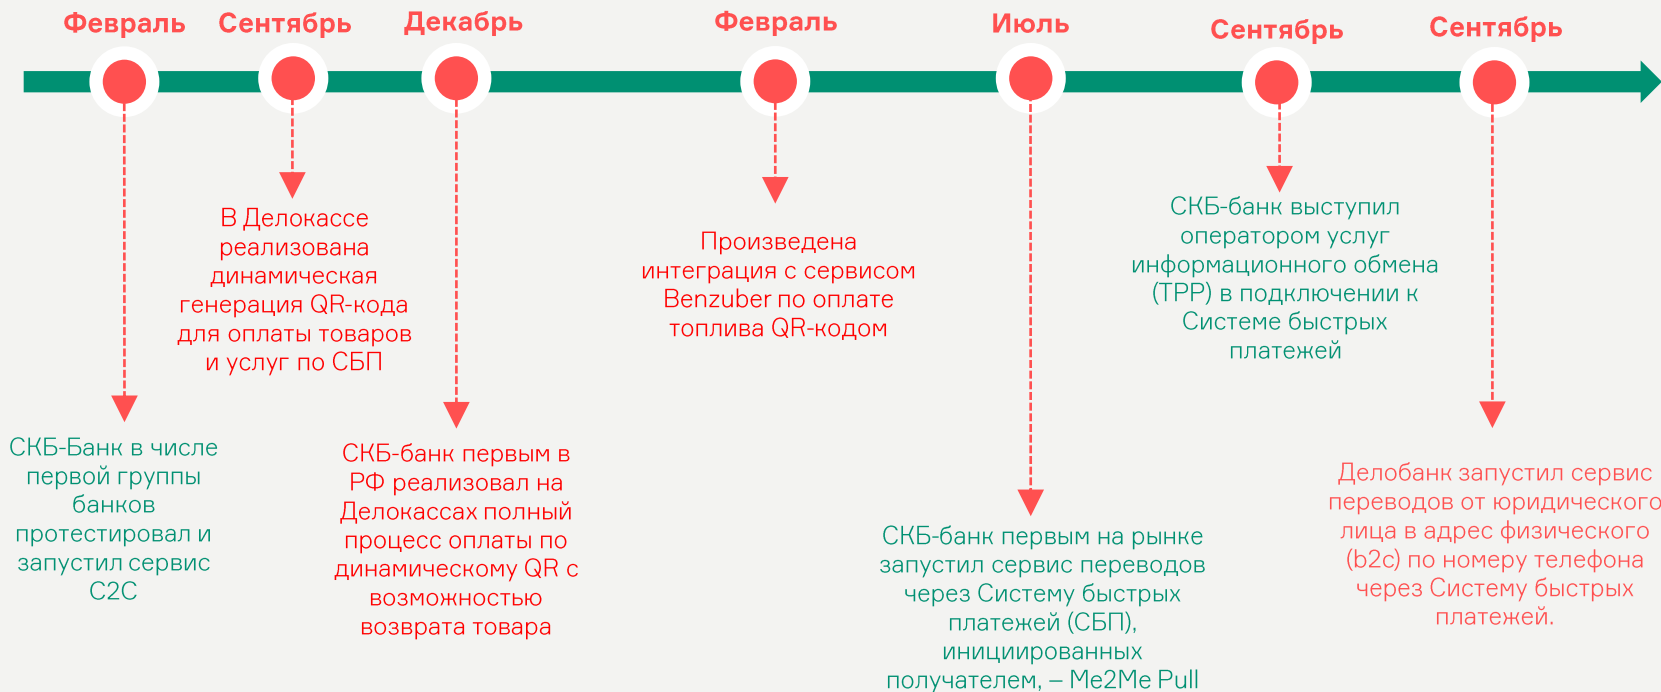 Февраль
Сентябрь
Декабрь
Февраль
Июль
Сентябрь
Сентябрь
СКБ-Банк в числе
первой группы
банков
протестировал и
запустил сервис
С2С
В Делокассе
реализована
динамическая
генерация QR-кода
для оплаты товаров
и услуг по СБП
СКБ-банк первым в
РФ реализовал на
Делокассах полный
процесс оплаты по
динамическому QR с
возможностью
возврата товара
Произведена
интеграция с сервисом
Benzuber по оплате
топлива QR-кодом
СКБ-банк первым на рынке
запустил сервис переводов
через Систему быстрых
платежей (СБП),
инициированных
получателем, – Me2Me Pull
СКБ-банк выступил
оператором услуг
информационного обмена
(ТРР) в подключении к
Системе быстрых
платежей
Делобанк запустил сервис
переводов от юридического
лица в адрес физического
(b2c) по номеру телефона
через Систему быстрых
платежей.